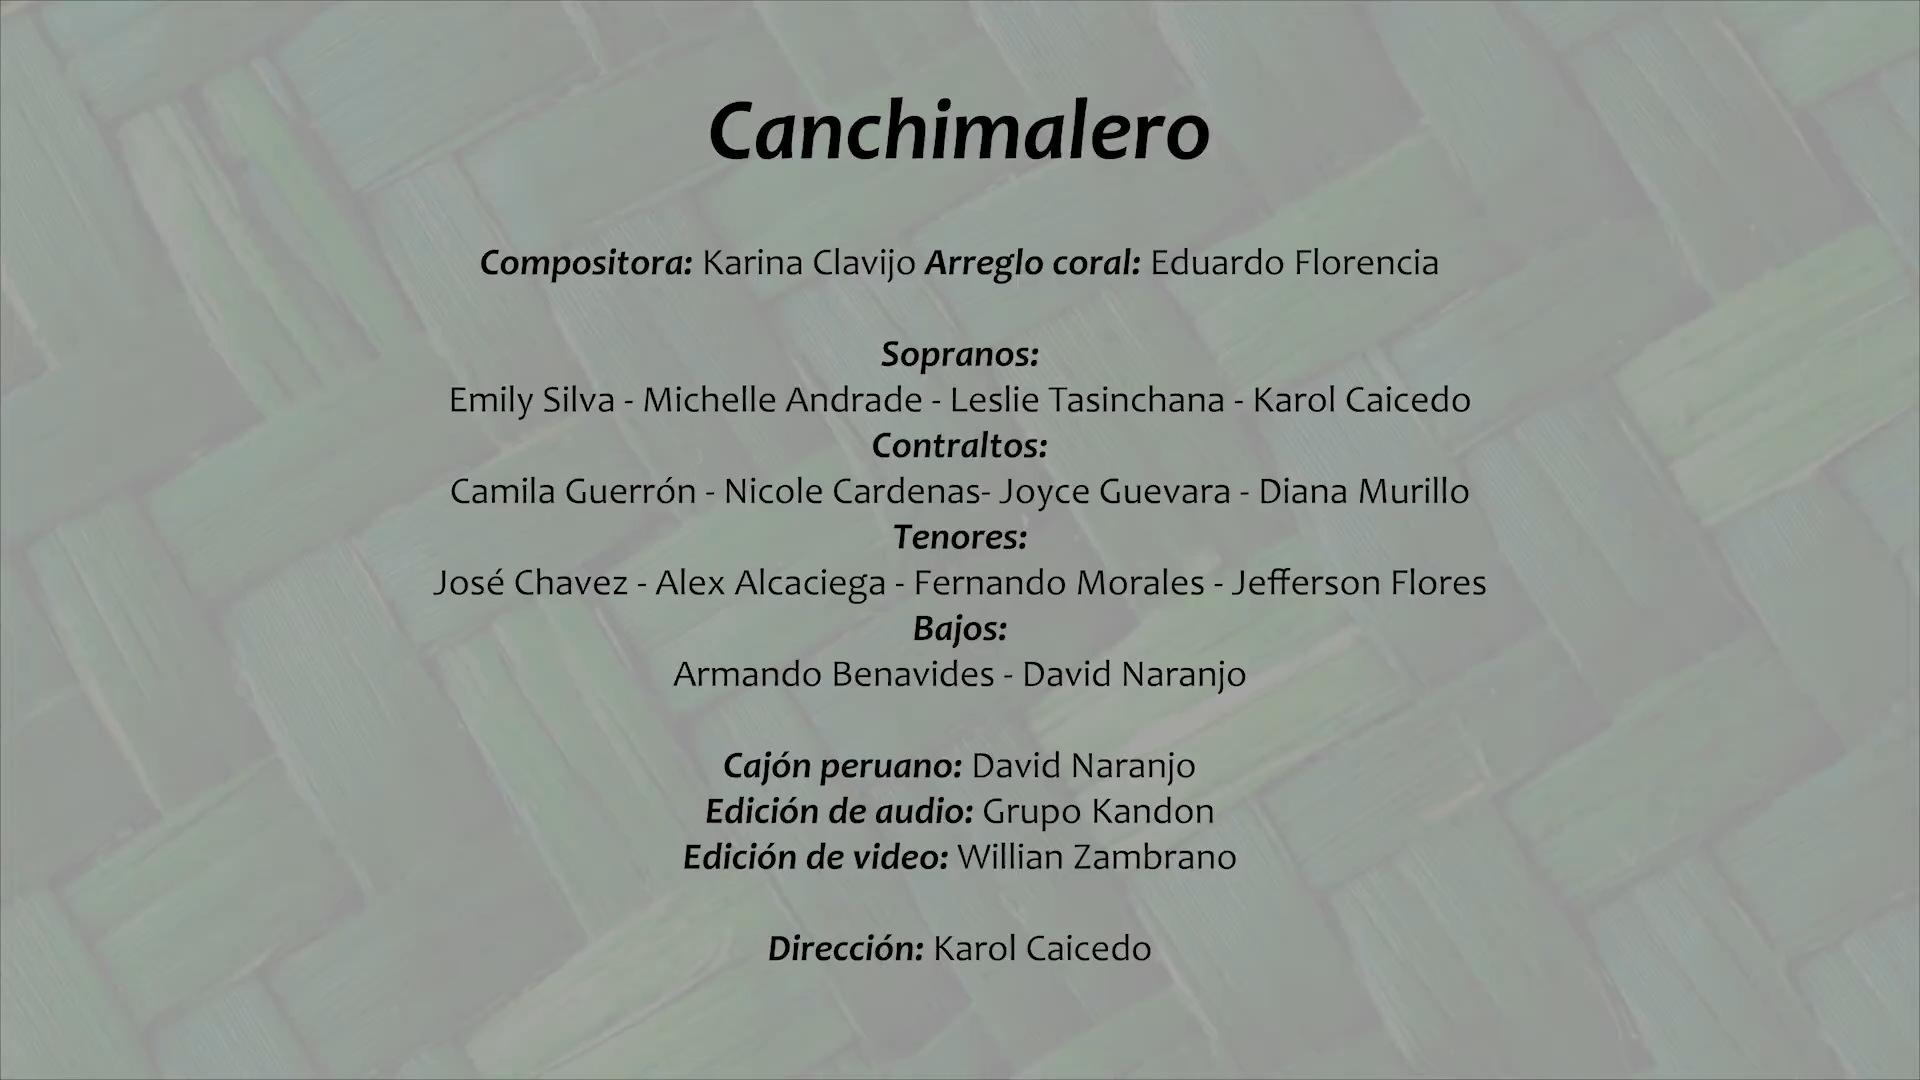 Canchimalero
Compositora: Karina Clavijo Arreglo coral: Eduardo Florencia
Sopranos:
Emily Silva - Michelle Andrade - Leslie Tasinchana - Karol Caicedo
Contraltos:
Camila Guerrón - Nicole Cardenas- Joyce Guevara - Diana Murillo
Tenores:
José Chavez - Alex Alcaciega - Fernando Morales - Jefferson Flores
Bajos:
Armando Benavides - David Naranjo
Cajón peruano: David Naranjo
Edición de audio: Grupo Kandon
Edición de video: Willian Zambrano
Dirección: Karol Caicedo